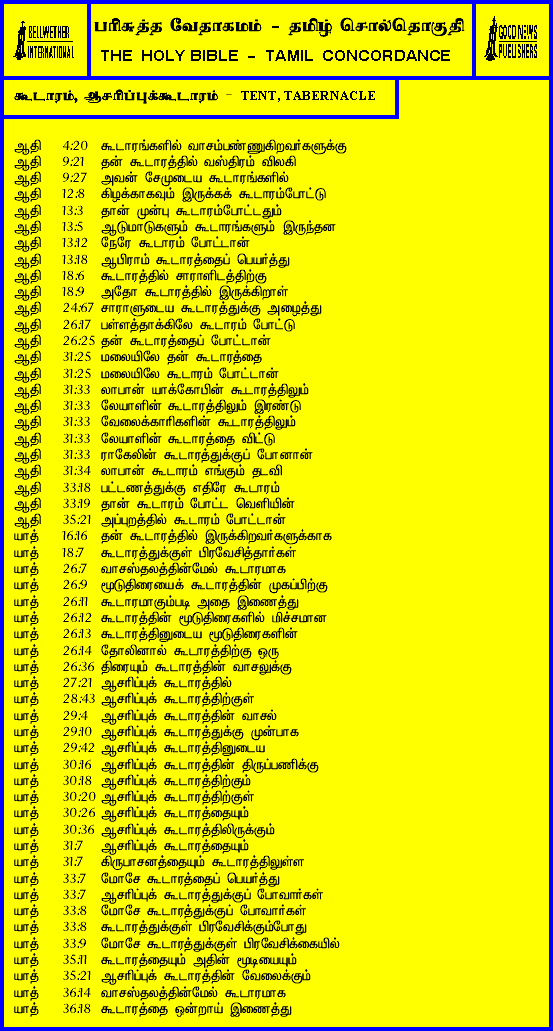 BELLWETHER
INTERNATIONAL
பரிசுத்த வேதாகமம் - தமிழ் சொல்தொகுதி
THE HOLY BIBLE - TAMIL CONCORDANCE
GOOD NEWS
PUBLISHERS
கூடாரம், ஆசரிப்புக்கூடாரம் - TENT, TABERNACLE
ஆதி 4:20 கூடாரங்களில் வாசம்பண்ணுகிறவர்களுக்கு
ஆதி 9:21 தன் கூடாரத்தில் வஸ்திரம் விலகி
ஆதி 9:27 அவன் சேமுடைய கூடாரங்களில்
ஆதி 12:8 கிழக்காகவும் இருக்கக் கூடாரம்போட்டு
ஆதி 13:3 தான் முன்பு கூடாரம்போட்டதும்
ஆதி 13:5 ஆடுமாடுகளும் கூடாரங்களும் இருந்தன
ஆதி 13:12 நேரே கூடாரம் போட்டான்
ஆதி 13:18 ஆபிராம் கூடாரத்தைப் பெயர்த்து
ஆதி 18:6 கூடாரத்தில் சாராளிடத்திற்கு
ஆதி 18:9 அதோ கூடாரத்தில் இருக்கிறாள்
ஆதி 24:67 சாராளுடைய கூடாரத்துக்கு அழைத்து
ஆதி 26:17 பள்ளத்தாக்கிலே கூடாரம் போட்டு
ஆதி 26:25 தன் கூடாரத்தைப் போட்டான்
ஆதி 31:25 மலையிலே தன் கூடாரத்தை
ஆதி 31:25 மலையிலே கூடாரம் போட்டான்
ஆதி 31:33 லாபான் யாக்கோபின் கூடாரத்திலும்
ஆதி 31:33 லேயாளின் கூடாரத்திலும் இரண்டு
ஆதி 31:33 வேலைக்காரிகளின் கூடாரத்திலும்
ஆதி 31:33 லேயாளின் கூடாரத்தை விட்டு
ஆதி 31:33 ராகேலின் கூடாரத்துக்குப் போனான்
ஆதி 31:34 லாபான் கூடாரம் எங்கும் தடவி
ஆதி 33:18 பட்டணத்துக்கு எதிரே கூடாரம்
ஆதி 33:19 தான் கூடாரம் போட்ட வெளியின்
ஆதி 35:21 அப்புறத்தில் கூடாரம் போட்டான்
யாத் 16:16 தன் கூடாரத்தில் இருக்கிறவர்களுக்காக
யாத் 18:7 கூடாரத்துக்குள் பிரவேசித்தார்கள்
யாத் 26:7 வாசஸ்தலத்தின்மேல் கூடாரமாக
யாத் 26:9 மூடுதிரையைக் கூடாரத்தின் முகப்பிற்கு
யாத் 26:11 கூடாரமாகும்படி அதை இணைத்து
யாத் 26:12 கூடாரத்தின் மூடுதிரைகளில் மிச்சமான
யாத் 26:13 கூடாரத்தினுடைய மூடுதிரைகளின்
யாத் 26:14 தோலினால் கூடாரத்திற்கு ஒரு
யாத் 26:36 திரையும் கூடாரத்தின் வாசலுக்கு
யாத் 27:21 ஆசரிப்புக் கூடாரத்தில்
யாத் 28:43 ஆசரிப்புக் கூடாரத்திற்குள்
யாத் 29:4 ஆசரிப்புக் கூடாரத்தின் வாசல்
யாத் 29:10 ஆசரிப்புக் கூடாரத்துக்கு முன்பாக
யாத் 29:42 ஆசரிப்புக் கூடாரத்தினுடைய
யாத் 30:16 ஆசரிப்புக் கூடாரத்தின் திருப்பணிக்கு
யாத் 30:18 ஆசரிப்புக் கூடாரத்திற்கும்
யாத் 30:20 ஆசரிப்புக் கூடாரத்திற்குள்
யாத் 30:26 ஆசரிப்புக் கூடாரத்தையும்
யாத் 30:36 ஆசரிப்புக் கூடாரத்திலிருக்கும்
யாத் 31:7 ஆசரிப்புக் கூடாரத்தையும்
யாத் 31:7 கிருபாசனத்தையும் கூடாரத்திலுள்ள
யாத் 33:7 மோசே கூடாரத்தைப் பெயர்த்து
யாத் 33:7 ஆசரிப்புக் கூடாரத்துக்குப் போவார்கள்
யாத் 33:8 மோசே கூடாரத்துக்குப் போவார்கள்
யாத் 33:8 கூடாரத்துக்குள் பிரவேசிக்கும்போது
யாத் 33:9 மோசே கூடாரத்துக்குள் பிரவேசிக்கையில்
யாத் 35:11 கூடாரத்தையும் அதின் மூடியையும்
யாத் 35:21 ஆசரிப்புக் கூடாரத்தின் வேலைக்கும்
யாத் 36:14 வாசஸ்தலத்தின்மேல் கூடாரமாக
யாத் 36:18 கூடாரத்தை ஒன்றாய் இணைத்து